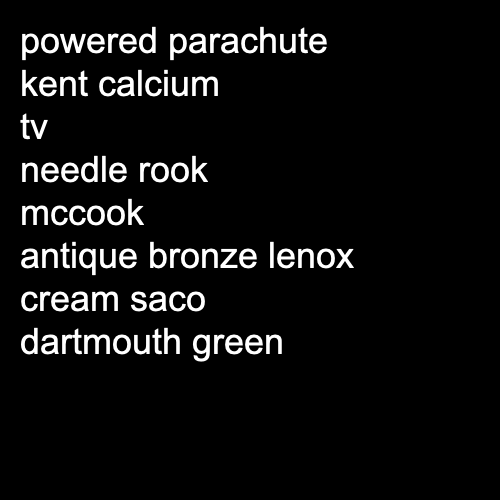 powered parachute
kent calcium
tv
needle rook
mccook
antique bronze lenox
cream saco
dartmouth green